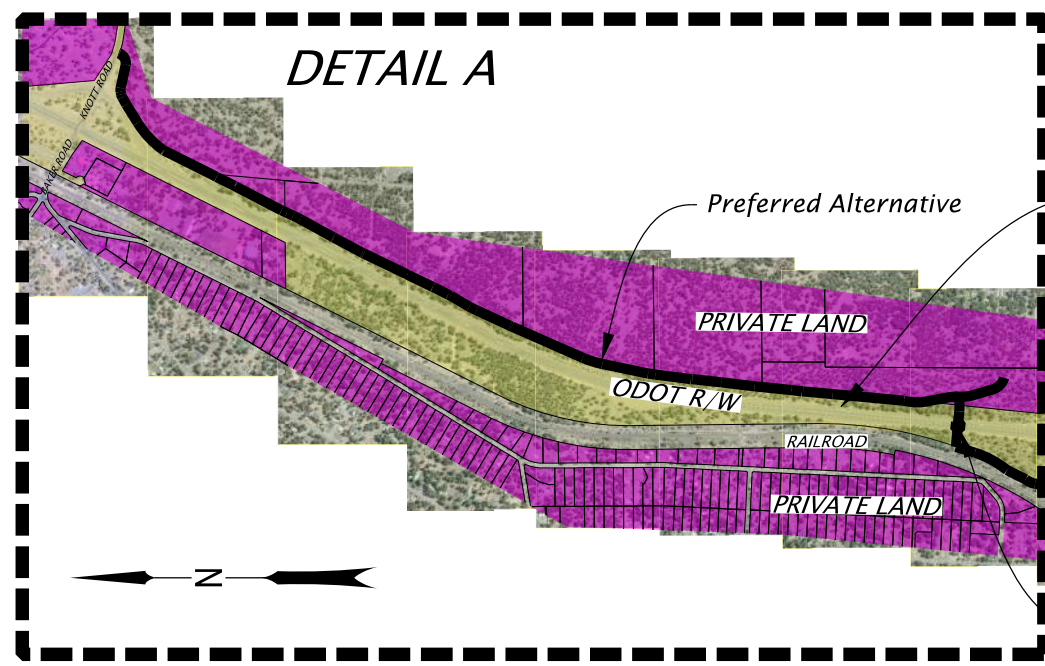 DETAIL A
KNOTT ROAD
BAKER ROAD
Preferred Alternative
PRIVATE LAND
ODOT R/W
RAILROAD
PRIVATE LAND
N